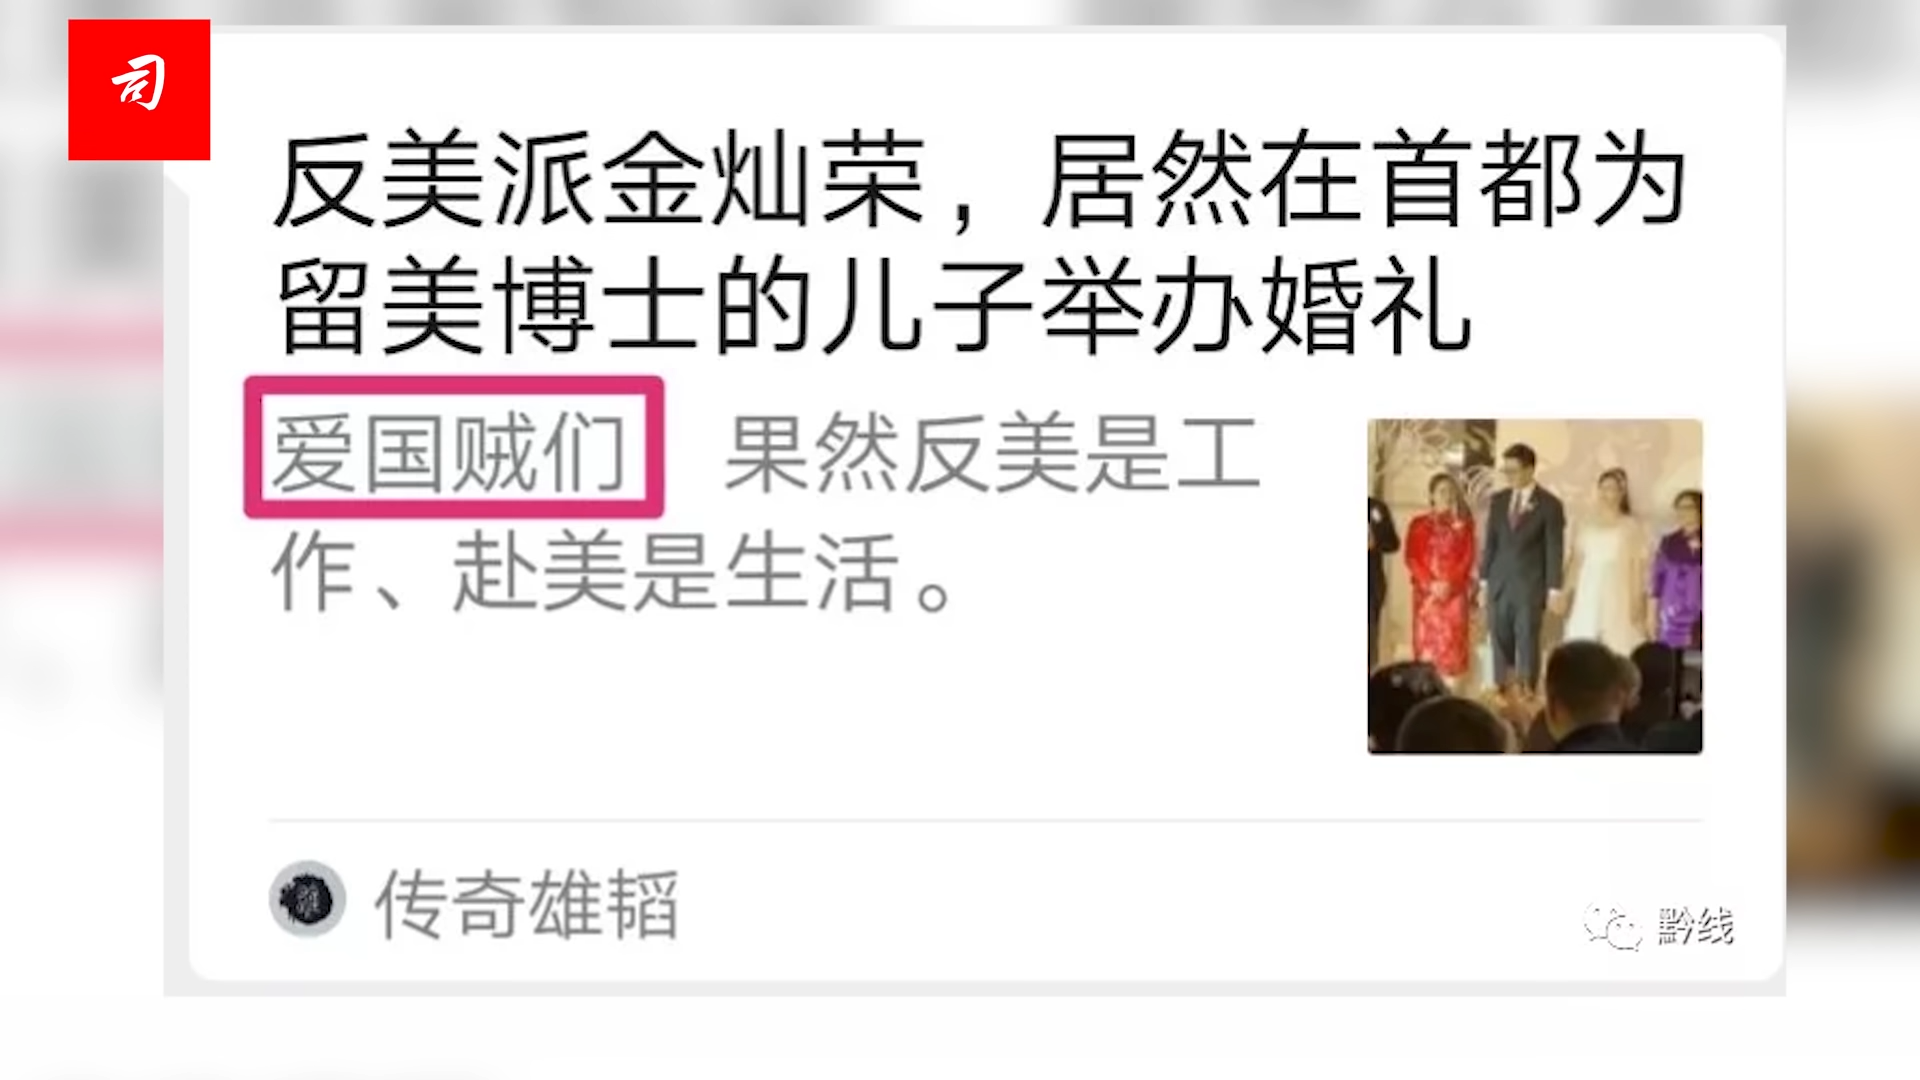 司
反美派金灿荣，居然在首都为
留美博士的儿子举办婚礼
爱国贼们 果然反美是工
作、赴美是生活。
传奇雄韬
黔线